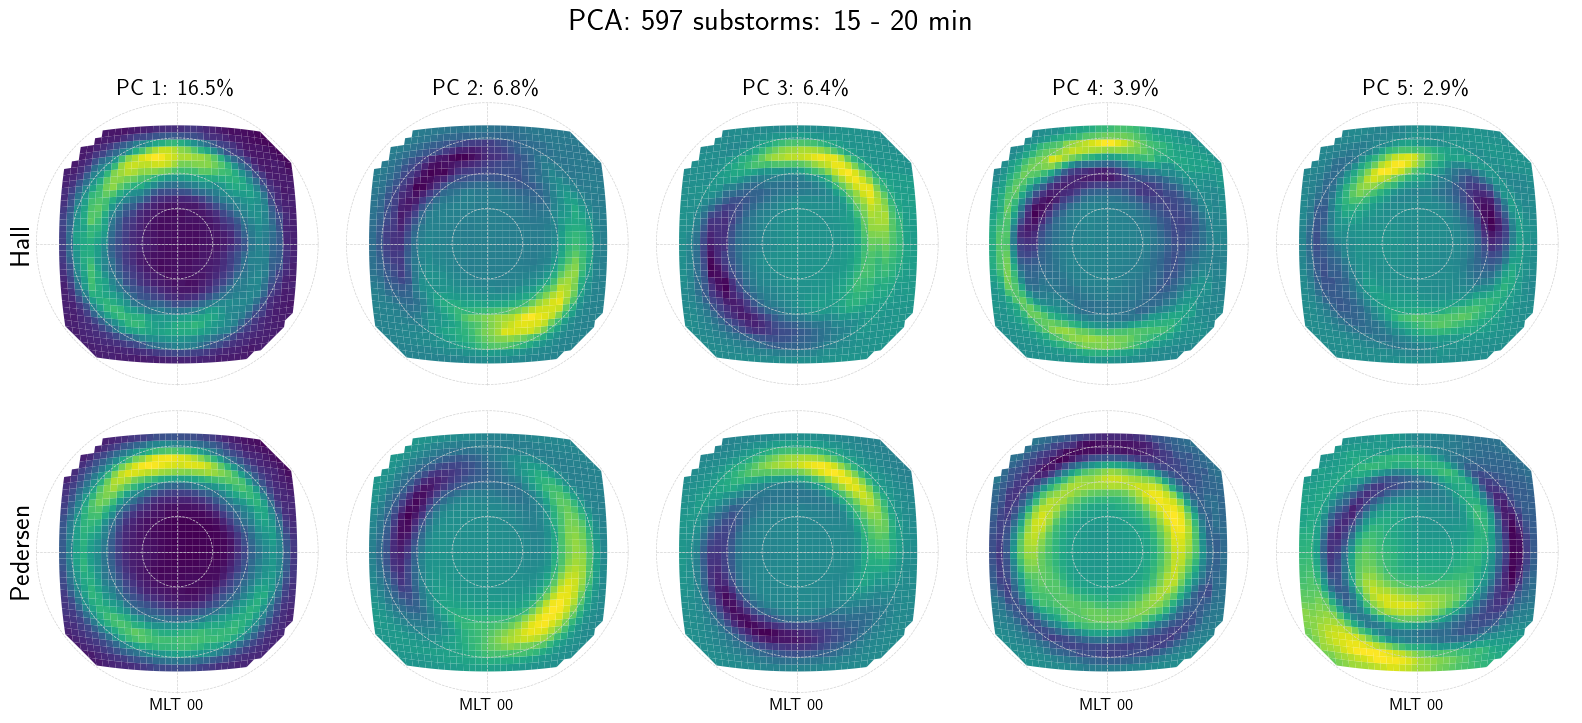 PCA: 597 substorms: 15 - 20 min
PC 1: 16.5%
PC 2: 6.8%
PC 3: 6.4%
PC 4: 3.9%
PC 5: 2.9%
Hall
Pedersen
MLT 00
MLT 00
MLT 00
MLT 00
MLT 00